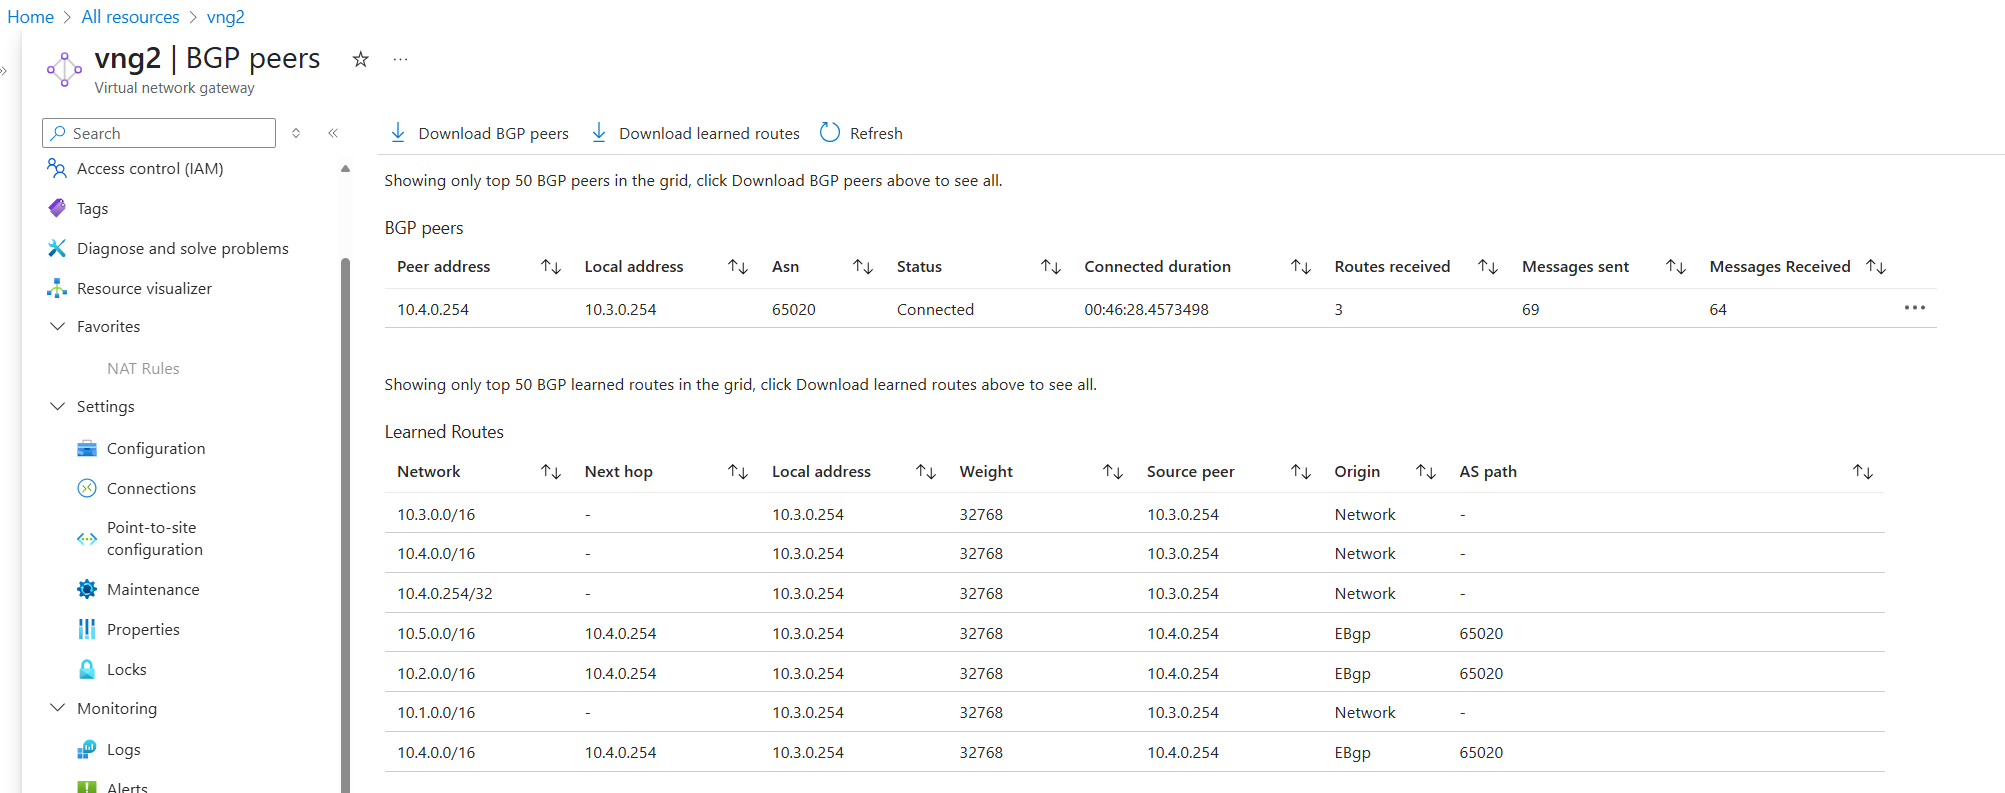 Home > All resources > vng2
vng2 | BGP peers
Virtual network gateway
Search
Access control (IAM)
Tags
Diagnose and solve problems
Resource visualizer
Favorites
NAT Rules
Settings
Configuration
Connections
Point-to-site
configuration
Maintenance
Properties
Locks
Monitoring
Logs
Alerts
Download BGP peers Download learned routes Refresh
Showing only top 50 BGP peers in the grid, click Download BGP peers above to see all.
BGP peers
Peer address Local address Asn Status Connected duration Routes received Messages sent Messages Received
10.4.0.254 10.3.0.254 65020 Connected 00:46:28.4573498 3 69 64
Showing only top 50 BGP learned routes in the grid, click Download learned routes above to see all.
Learned Routes
Network Next hop Local address Weight Source peer Origin AS path
10.3.0.0/16 - 10.3.0.254 32768 10.3.0.254 Network -
10.4.0.0/16 - 10.3.0.254 32768 10.3.0.254 Network -
10.4.0.254/32 - 10.3.0.254 32768 10.3.0.254 Network -
10.5.0.0/16 10.4.0.254 10.3.0.254 32768 10.4.0.254 EBgp 65020
10.2.0.0/16 10.4.0.254 10.3.0.254 32768 10.4.0.254 EBgp 65020
10.1.0.0/16 - 10.3.0.254 32768 10.3.0.254 Network -
10.4.0.0/16 10.4.0.254 10.3.0.254 32768 10.4.0.254 EBgp 65020